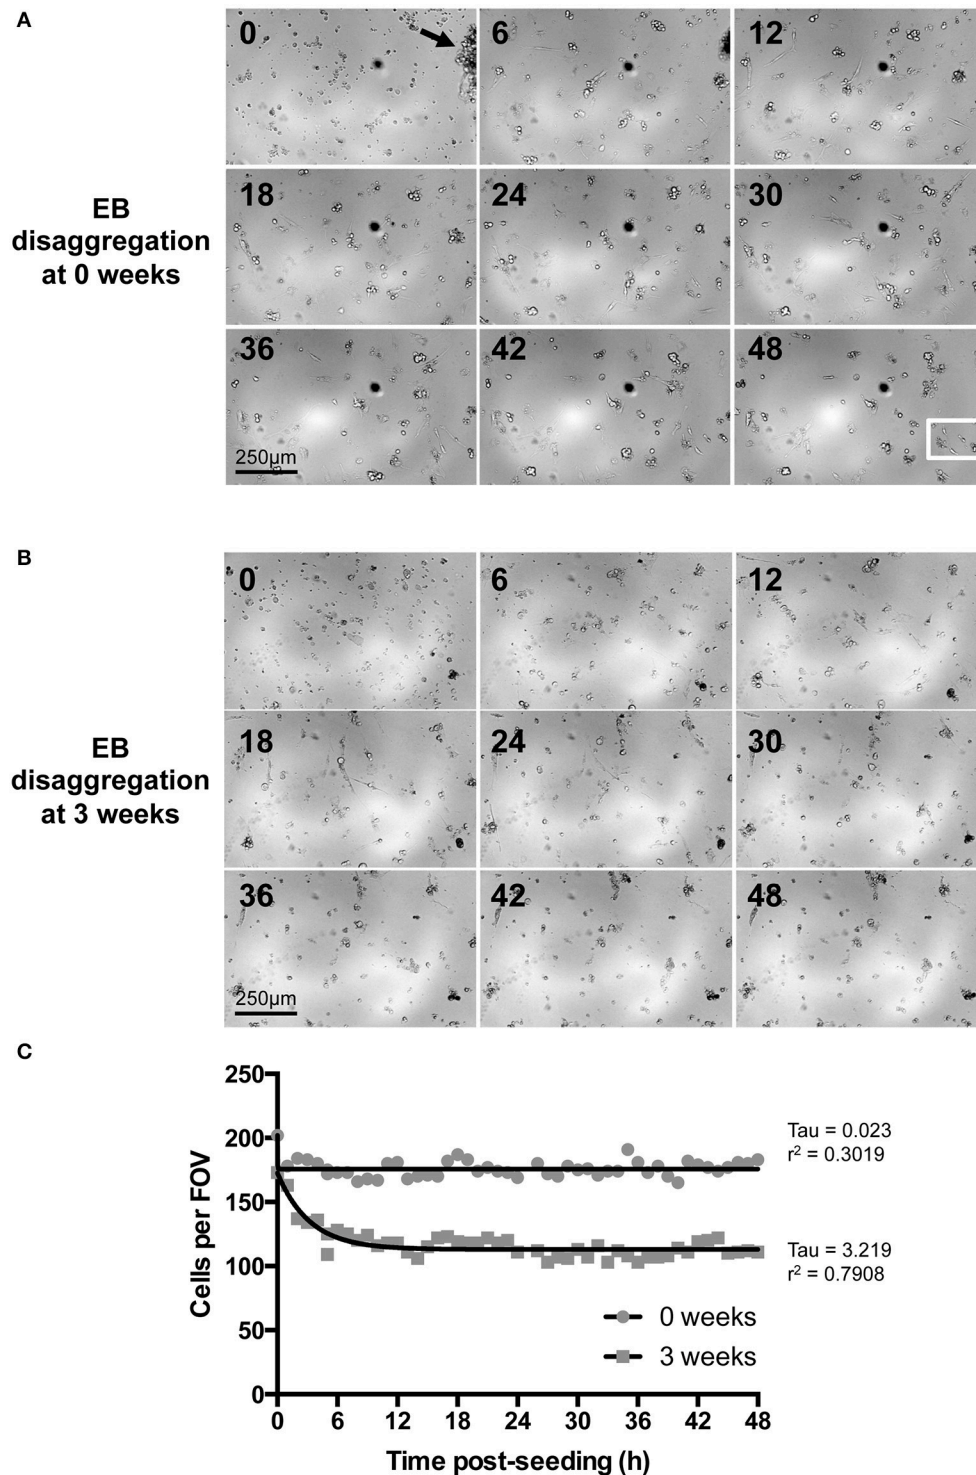 A
0
6
12
EB
disaggregation
at 0 weeks
18
24
30
36
42
48
250µm
B
0
6
12
EB
disaggregation
at 3 weeks
18
24
30
36
42
48
250µm
C
250
200
150
100
50
0
Cells per FOV
Tau = 0.023
r² = 0.3019
Tau = 3.219
r² = 0.7908
0 weeks
3 weeks
0 6 12 18 24 30 36 42 48
Time post-seeding (h)